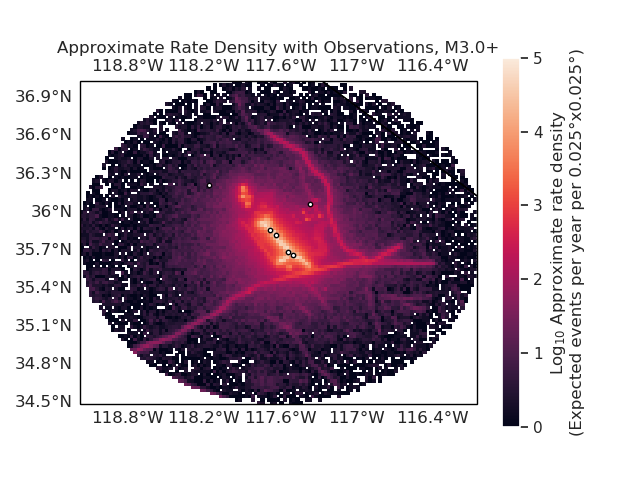 Approximate Rate Density with Observations, M3.0+
118.8°W 118.2°W 117.6°W 117°W 116.4°W
36.9°N
36.6°N
36.3°N
36°N
35.7°N
35.4°N
35.1°N
34.8°N
34.5°N
118.8°W 118.2°W 117.6°W 117°W 116.4°W
5
4
3
2
1
0
Log₁₀ Approximate rate density
(Expected events per year per 0.025°x0.025°)